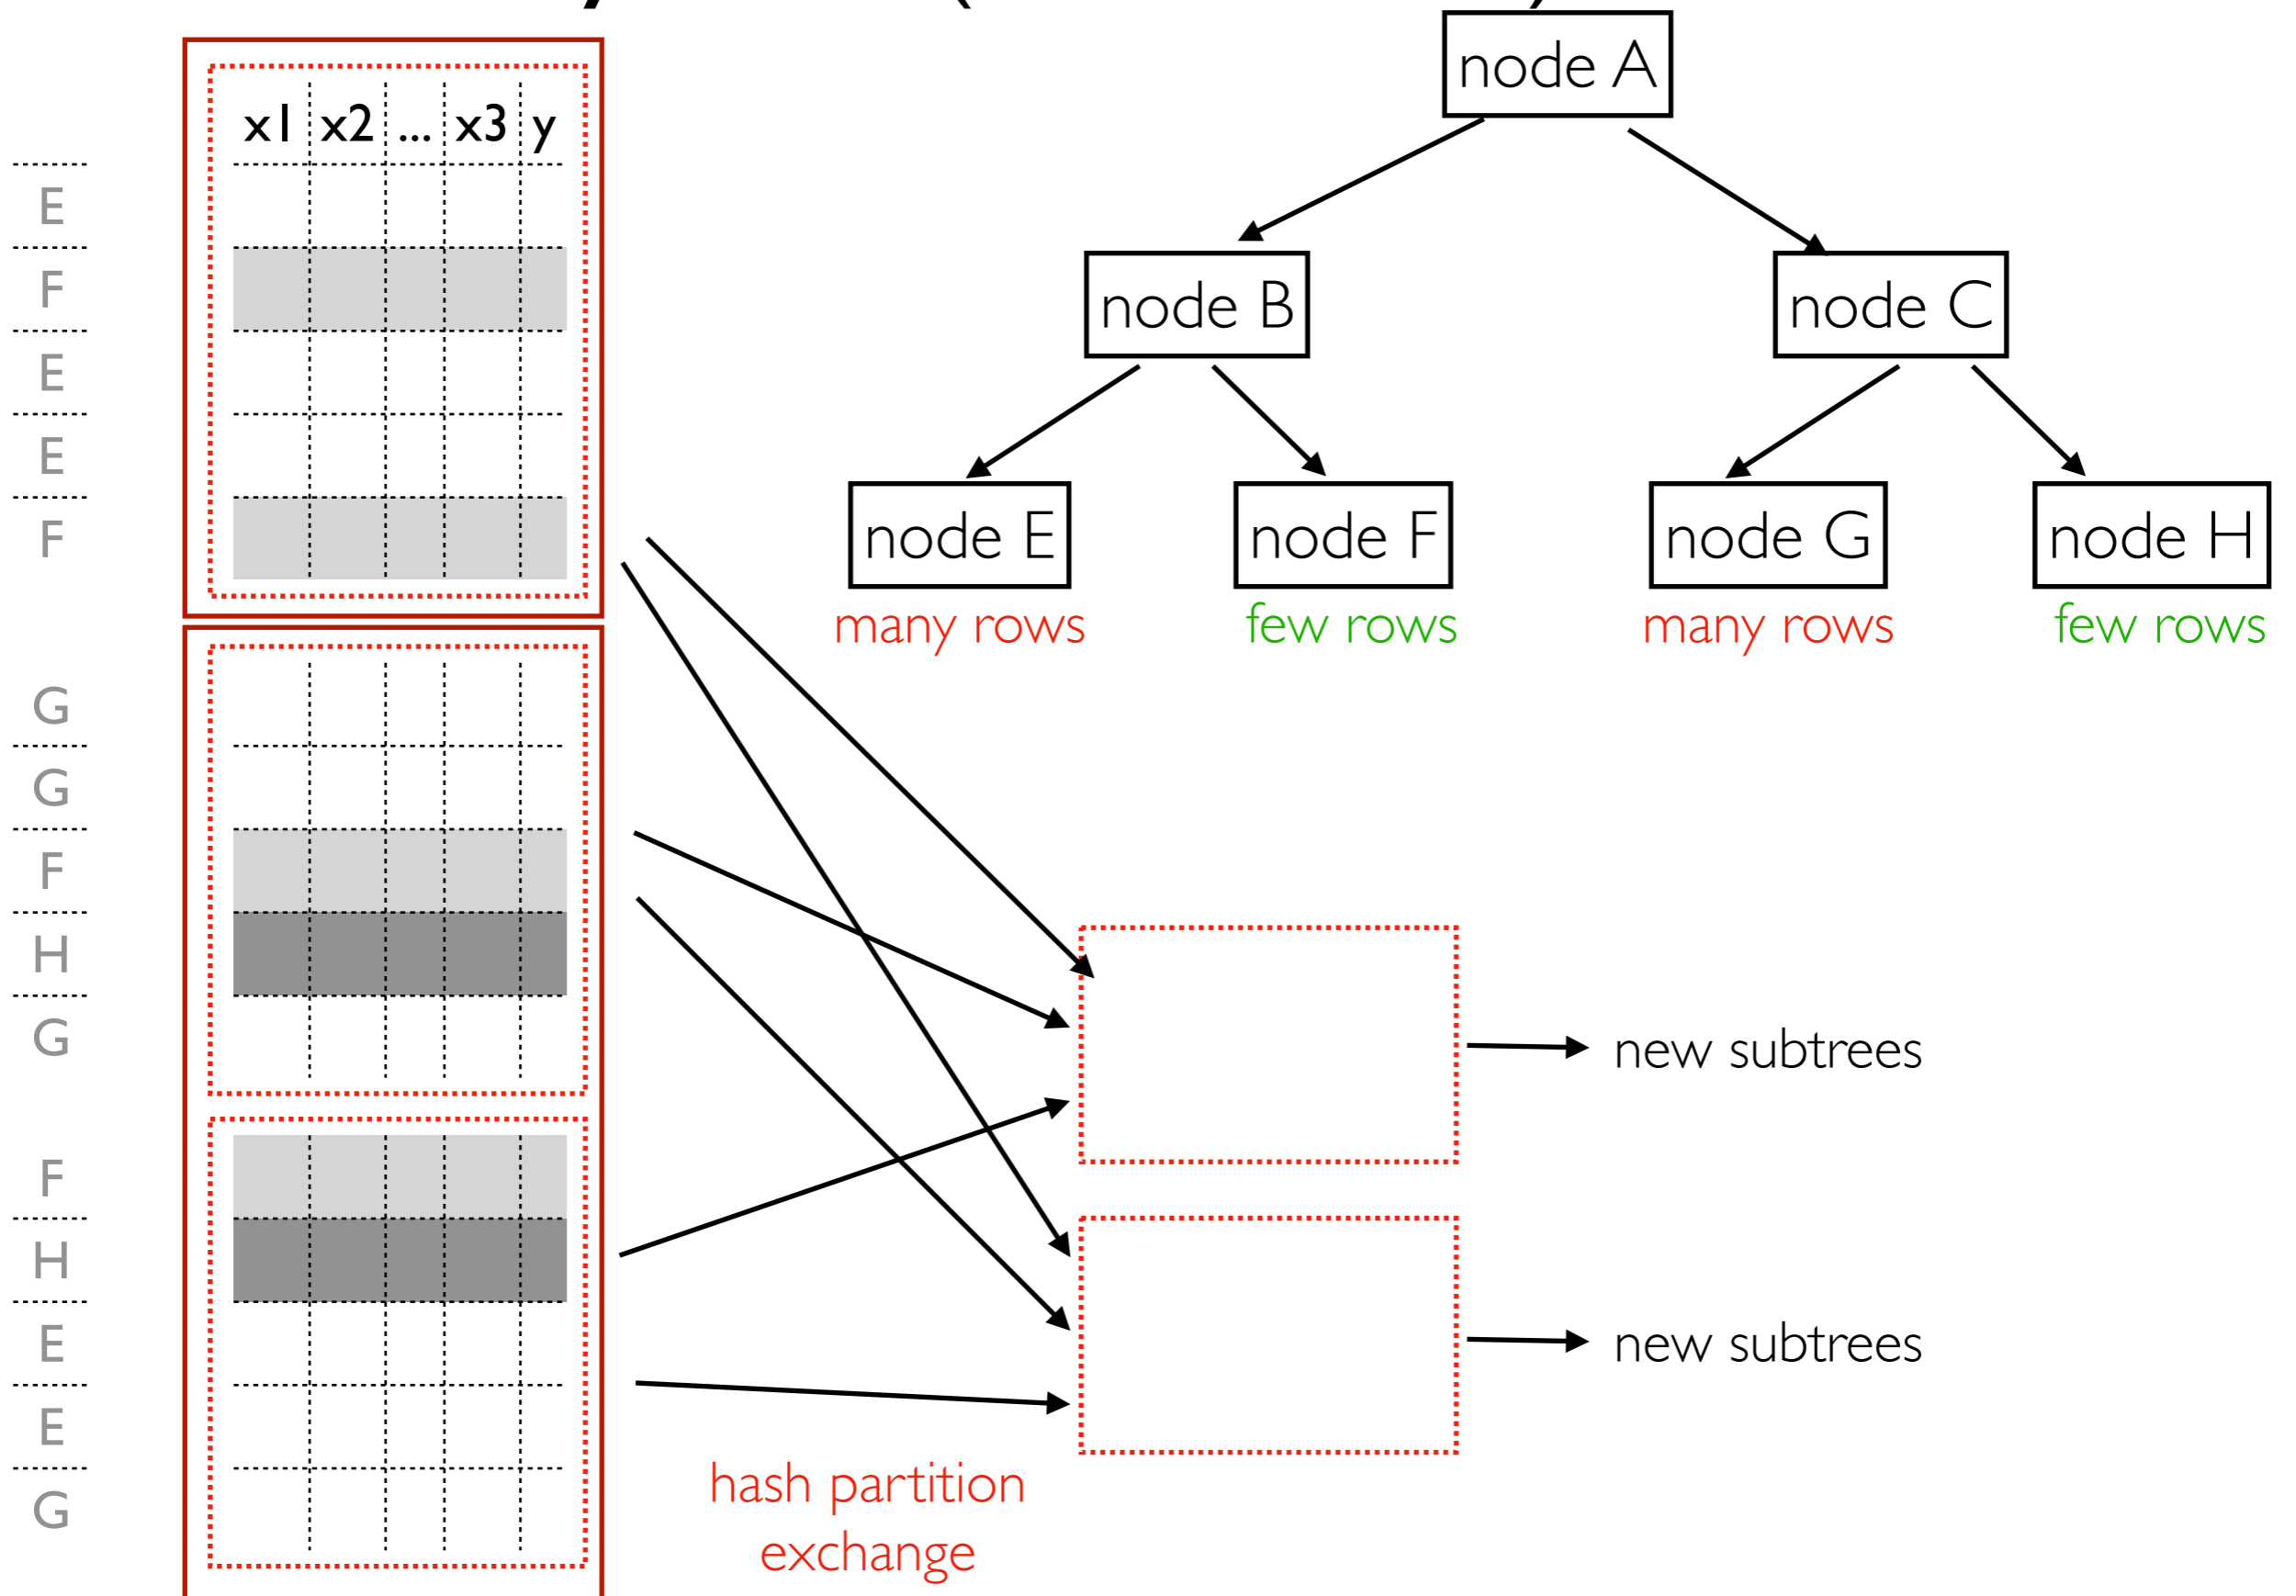 node A
x1 x2 ... x3 y
E
F
node B
node C
E
E
F
node E
node F
node G
node H
many rows
few rows
many rows
few rows
G
G
F
H
G
new subtrees
F
H
E
new subtrees
E
G
hash partition
exchange